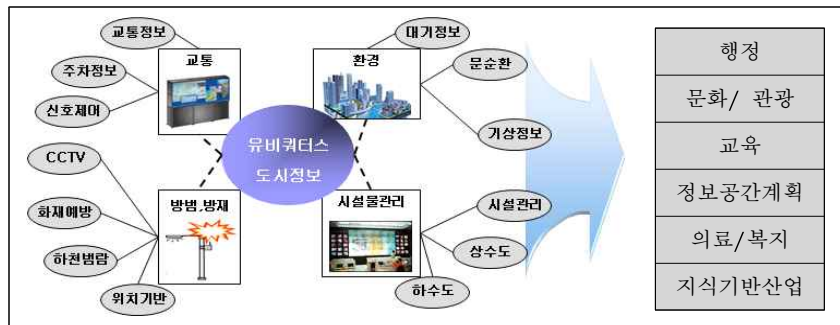 교통정보
교통
주차정보
신호제어
대기정보
환경
문순환
기상정보
유비쿼터스
도시정보
CCTV
방범.방재
화재예방
하천범람
위치기반
시설물관리
시설관리
상수도
하수도
행정
문화/ 관광
교육
정보공간계획
의료/복지
지식기반산업